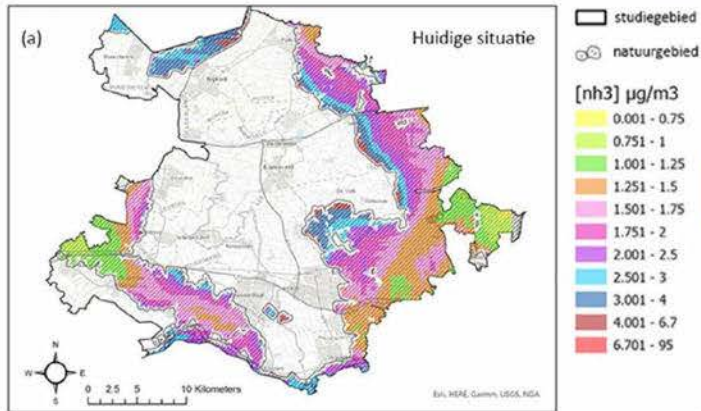 (a)
Huidige situatie
studiegebied
natuurgebied
[nh3] µg/m3
0.001 - 0.75
0.751 - 1
1.001 - 1.25
1.251 - 1.5
1.501 - 1.75
1.751 - 2
2.001 - 2.5
2.501 - 3
3.001 - 4
4.001 - 6.7
6.701 - 95
N
W
E
S
0 2.5 5 10 Kilometers
Esri, HERE, Garmin, USGS, NGA